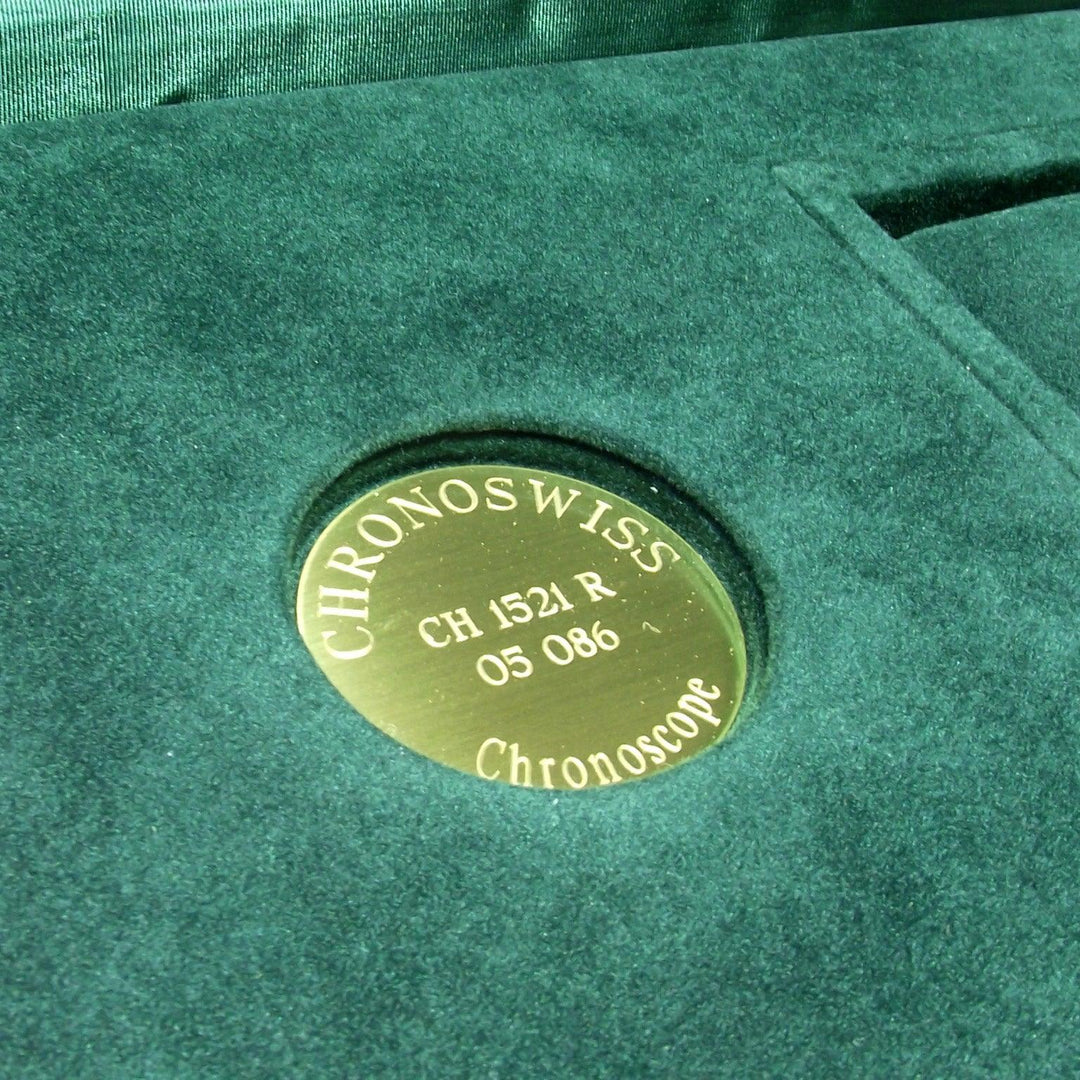 CHRONOSWISS
CH 1521 R
05 086
Chronoscope